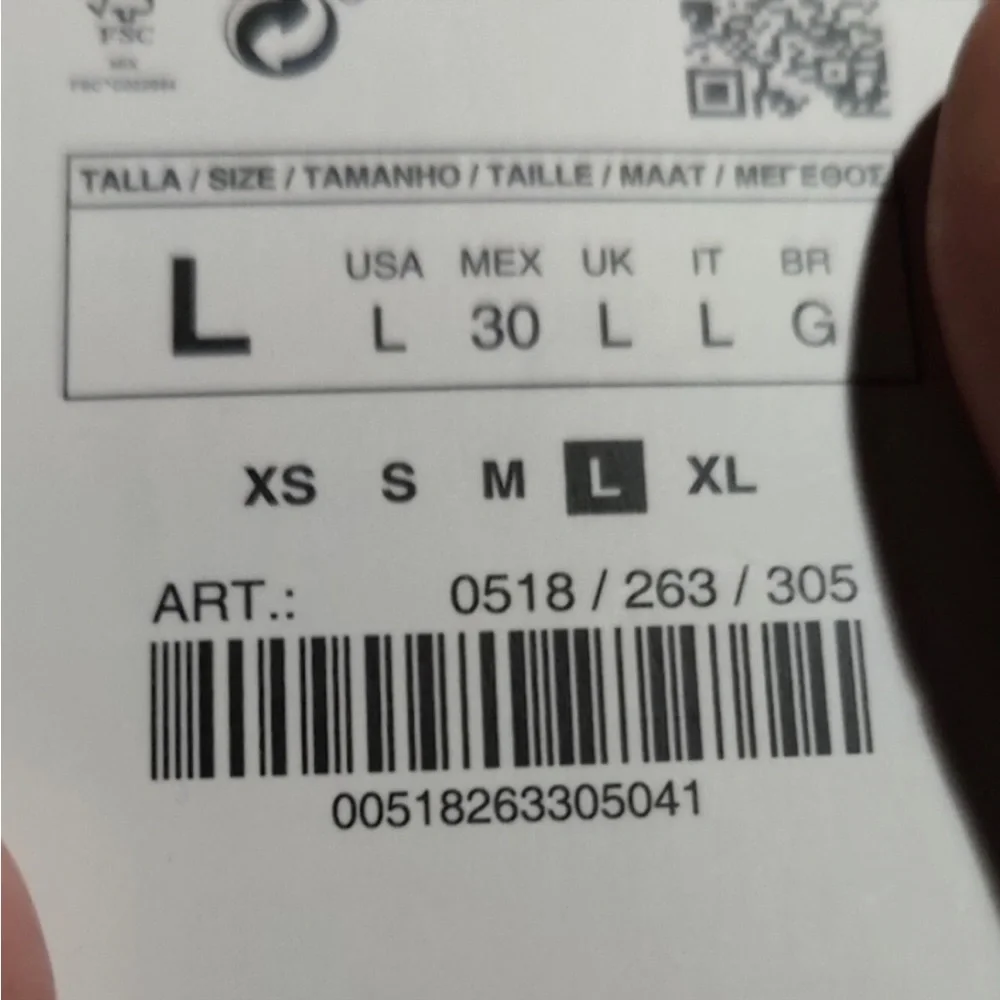 FSC
TALLA / SIZE / TAMANHO / TAILLE / MAAT / ΜΕΓΕΘΟΣ
USA MEX UK IT BR
L L 30 L L G
XS S M L XL
ART.: 0518 / 263 / 305
00518263305041